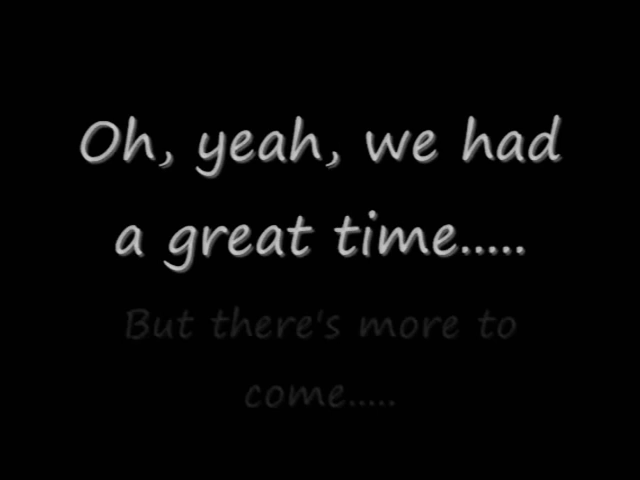 Oh, yeah, we had
a great time.....
But there's more to
come.....